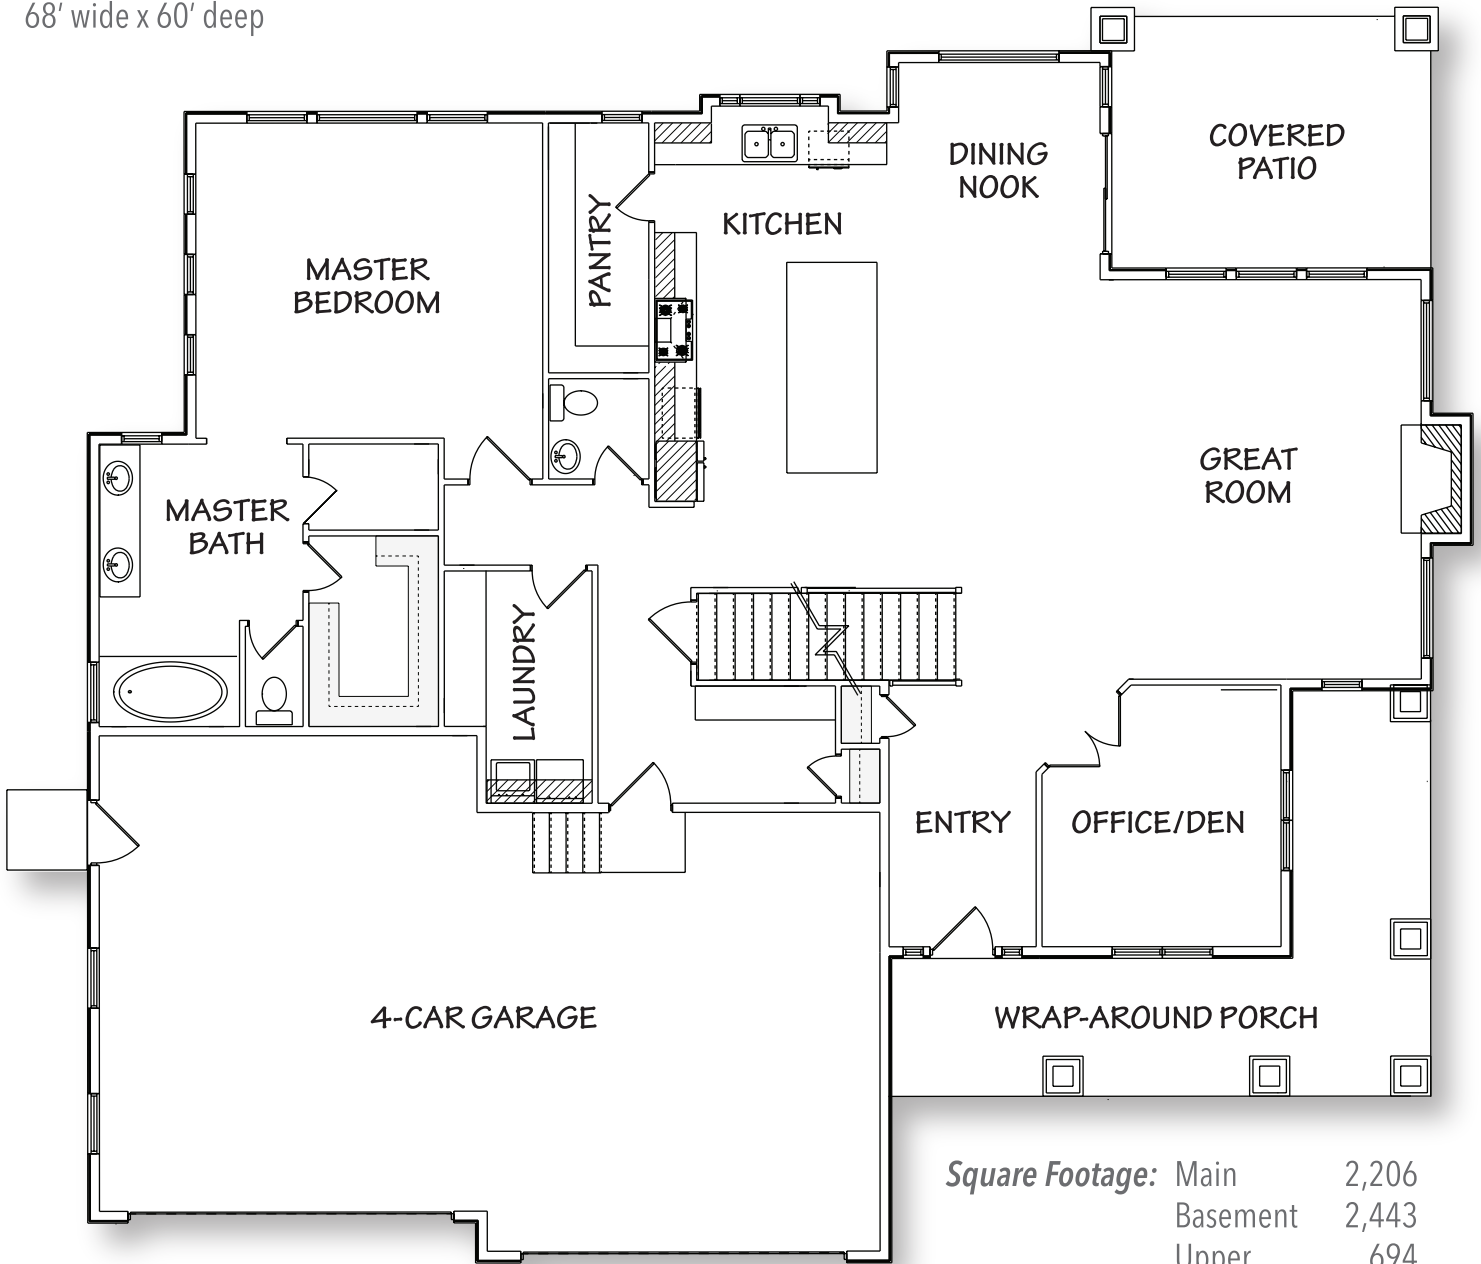 68' wide x 60' deep
COVERED
PATIO
DINING
NOOK
KITCHEN
PANTRY
MASTER
BEDROOM
GREAT
ROOM
MASTER
BATH
LAUNDRY
ENTRY
OFFICE/DEN
4-CAR GARAGE
WRAP-AROUND PORCH
Square Footage: Main 2,206
Basement 2,443
Upper 694